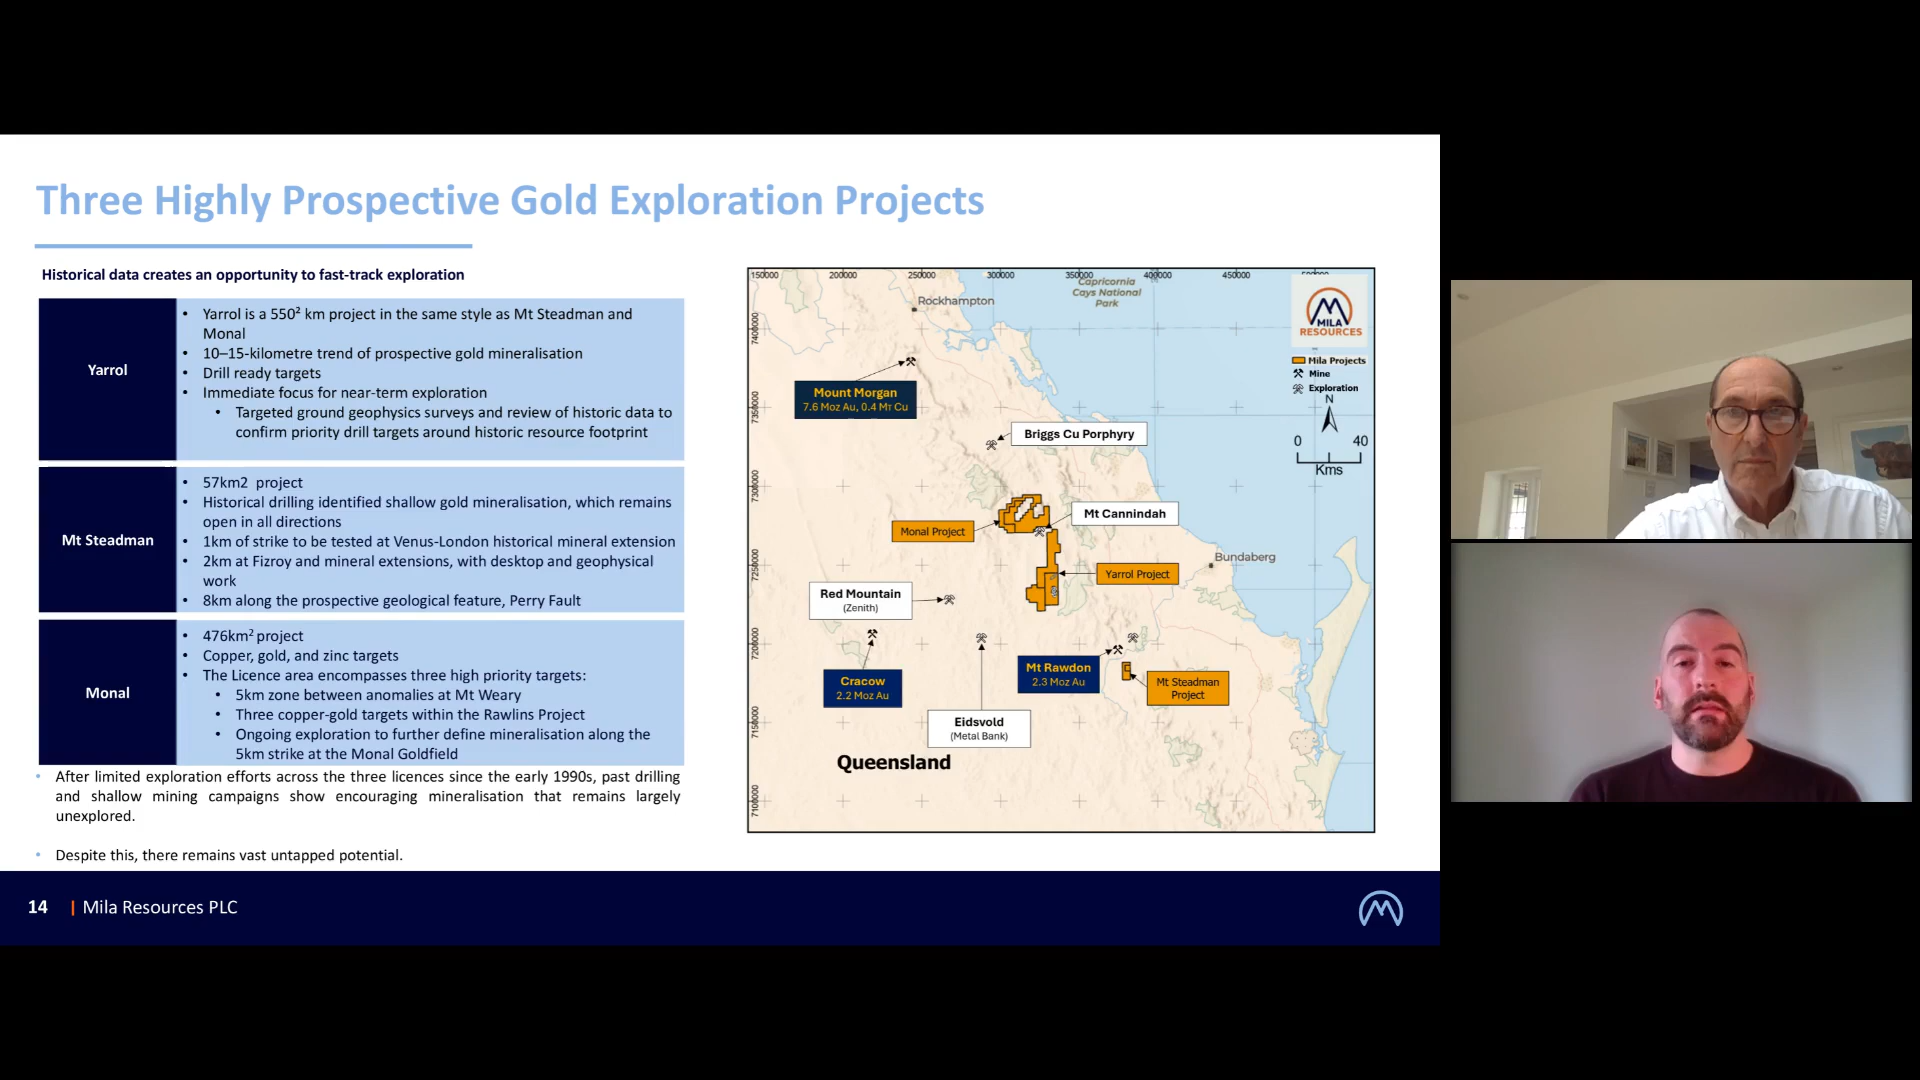 Three Highly Prospective Gold Exploration Projects
Historical data creates an opportunity to fast-track exploration
Yarrol
• Yarrol is a 550² km project in the same style as Mt Steadman and
Monal
• 10–15-kilometre trend of prospective gold mineralisation
• Drill ready targets
• Immediate focus for near-term exploration
• Targeted ground geophysics surveys and review of historic data to
confirm priority drill targets around historic resource footprint
Mt Steadman
• 57km2 project
• Historical drilling identified shallow gold mineralisation, which remains
open in all directions
• 1km of strike to be tested at Venus-London historical mineral extension
• 2km at Fizroy and mineral extensions, with desktop and geophysical
work
• 8km along the prospective geological feature, Perry Fault
Monal
• 476km² project
• Copper, gold, and zinc targets
• The Licence area encompasses three high priority targets:
• 5km zone between anomalies at Mt Weary
• Three copper-gold targets within the Rawlins Project
• Ongoing exploration to further define mineralisation along the
5km strike at the Monal Goldfield
• After limited exploration efforts across the three licences since the early 1990s, past drilling
and shallow mining campaigns show encouraging mineralisation that remains largely
unexplored.
• Despite this, there remains vast untapped potential.
150000 200000 250000 300000 350000 400000 450000 500000
7400000
7350000
7300000
7250000
7200000
7150000
7100000
Capricornia
Cays National
Park
Rockhampton
MILA
RESOURCES
Mila Projects
Mine
Exploration
N
0 40
Kms
Mount Morgan
7.6 Moz Au, 0.4 MT Cu
Briggs Cu Porphyry
Mt Cannindah
Monal Project
Bundaberg
Yarrol Project
Red Mountain
(Zenith)
Mt Rawdon
2.3 Moz Au
Cracow
2.2 Moz Au
Mt Steadman
Project
Eidsvold
(Metal Bank)
Queensland
14 | Mila Resources PLC